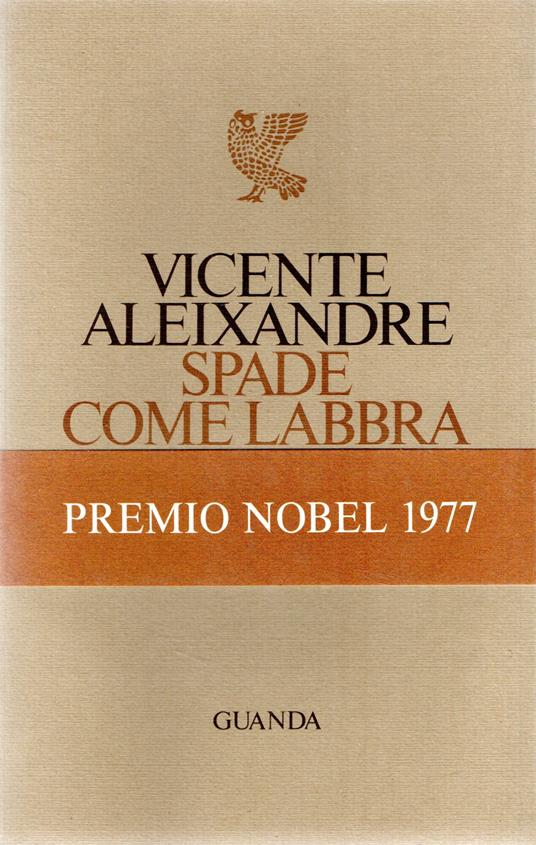 VICENTE
ALEIXANDRE
SPADE
COME LABBRA
PREMIO NOBEL 1977
GUANDA